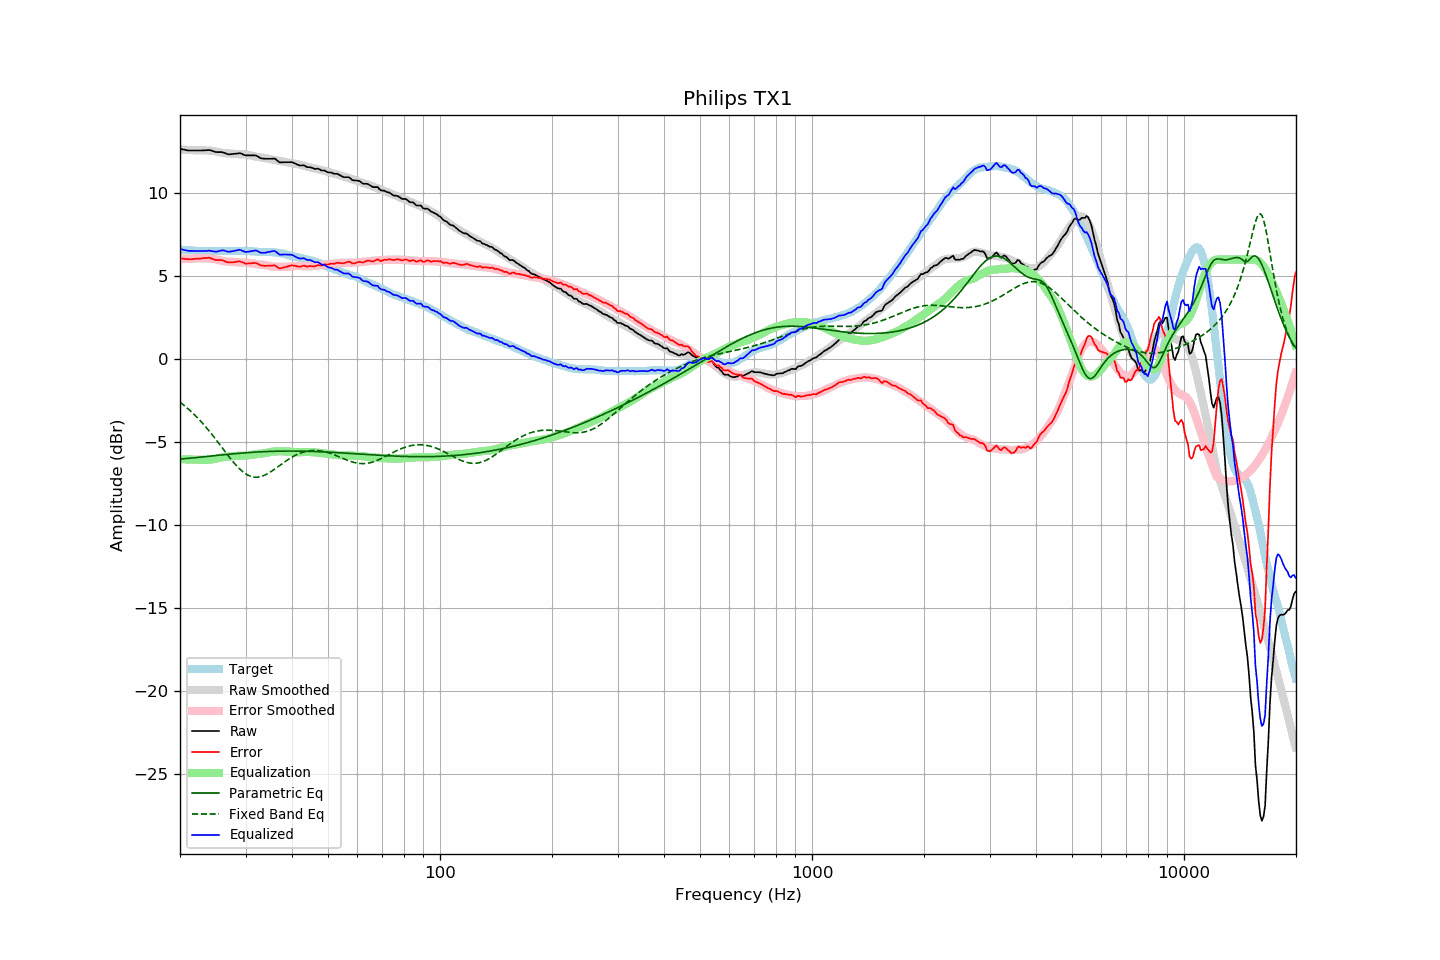 Philips TX1
10
5
0
−5
−10
−15
−20
−25
Amplitude (dBr)
Target
Raw Smoothed
Error Smoothed
Raw
Error
Equalization
Parametric Eq
Fixed Band Eq
Equalized
100
1000
10000
Frequency (Hz)